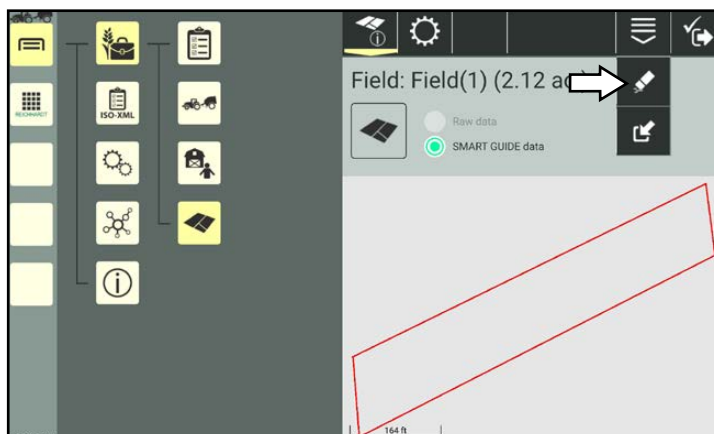 Field: Field(1) (2.12 ac
Raw data
SMART GUIDE data
REICHHARDT
ISO-XML
164 ft